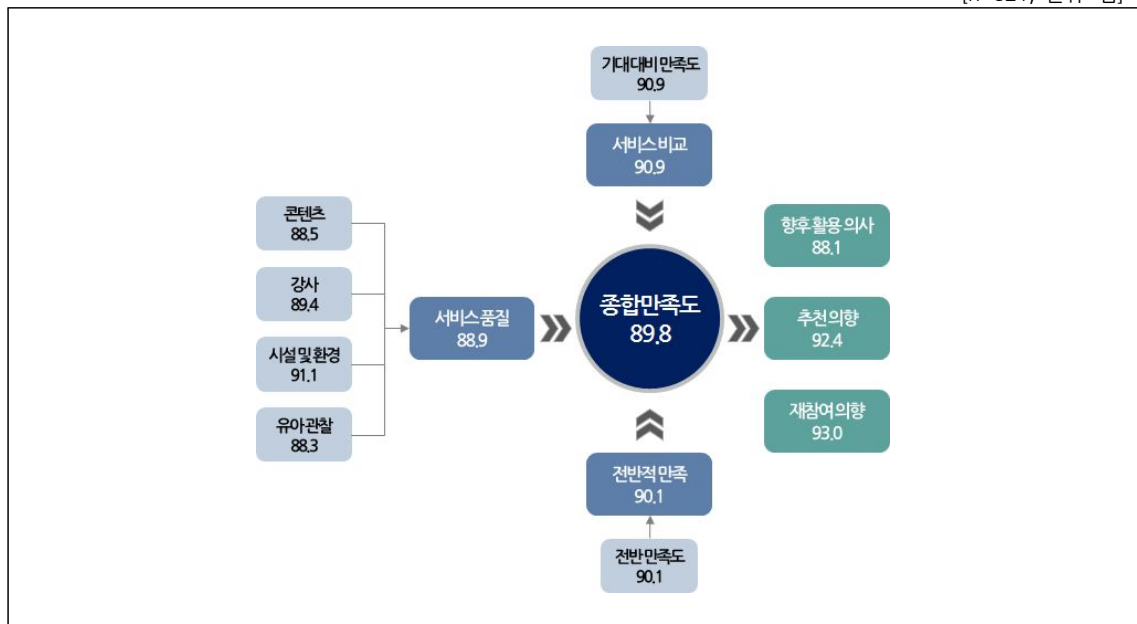 기대 대비 만족도
90.9
서비스 비교
90.9
콘텐츠
88.5
강사
89.4
시설 및 환경
91.1
유아 관찰
88.3
서비스 품질
88.9
종합만족도
89.8
향후 활용 의사
88.1
추천 의향
92.4
재참여 의향
93.0
전반적 만족
90.1
전반 만족도
90.1